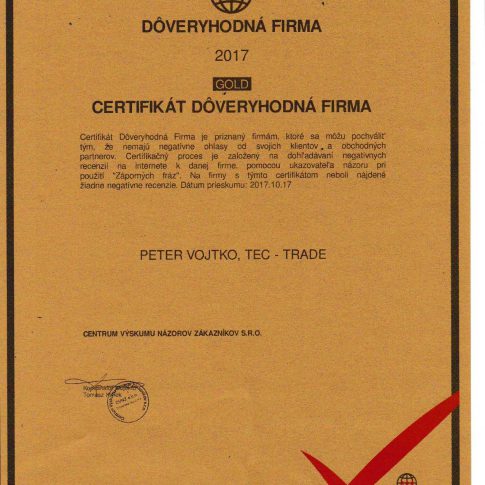 DÔVERYHODNÁ FIRMA
2017
GOLD
CERTIFIKÁT DÔVERYHODNÁ FIRMA
Certifikát Dôveryhodná Firma je priznaný firmám, ktoré sa môžu pochváliť
tým, že nemajú negatívne ohlasy od svojich klientov a obchodných
partnerov. Certifikačný proces je založený na dohľadávaní negatívnych
recenzií na internete k danej firme, pomocou ukazovateľa názoru pri
použití "Záporných fráz". Na firmy s týmto certifikátom neboli nájdené
žiadne negatívne recenzie. Dátum prieskumu: 2017.10.17
PETER VOJTKO, TEC - TRADE
CENTRUM VÝSKUMU NÁZOROV ZÁKAZNÍKOV S.R.O.
Tomasz